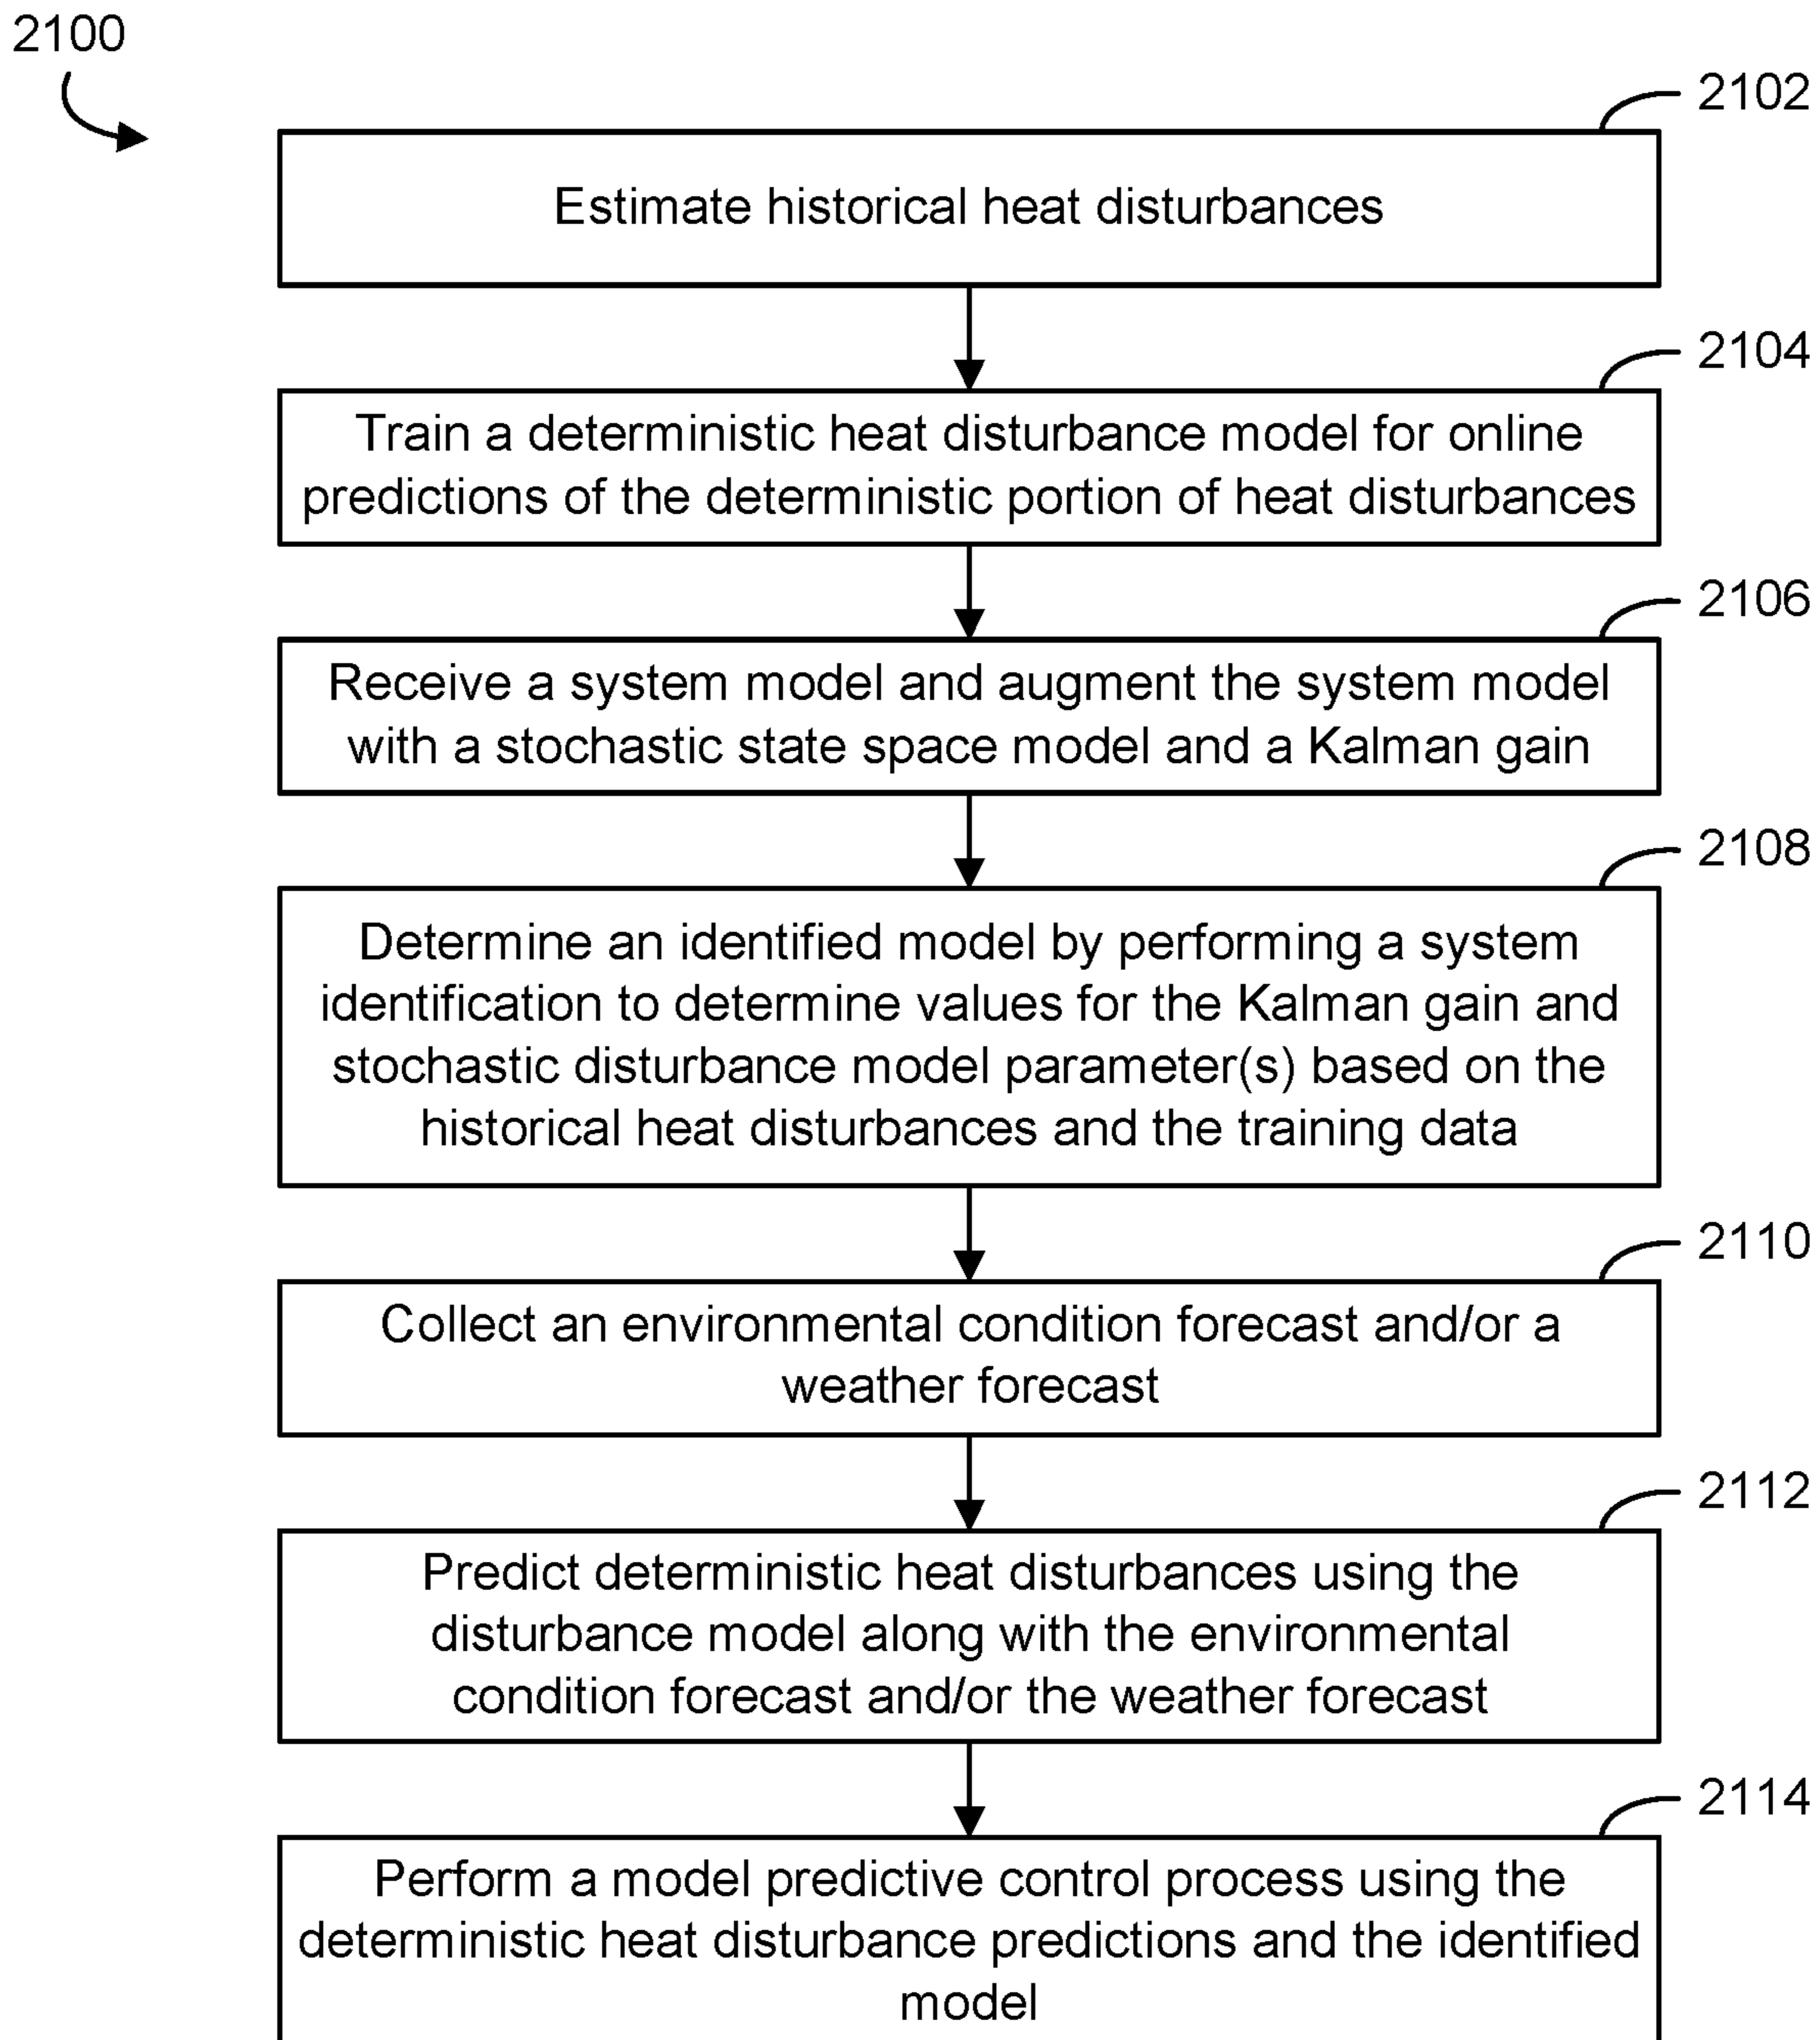 2100
2102
Estimate historical heat disturbances
2104
Train a deterministic heat disturbance model for online
predictions of the deterministic portion of heat disturbances
2106
Receive a system model and augment the system model
with a stochastic state space model and a Kalman gain
2108
Determine an identified model by performing a system
identification to determine values for the Kalman gain and
stochastic disturbance model parameter(s) based on the
historical heat disturbances and the training data
2110
Collect an environmental condition forecast and/or a
weather forecast
2112
Predict deterministic heat disturbances using the
disturbance model along with the environmental
condition forecast and/or the weather forecast
2114
Perform a model predictive control process using the
deterministic heat disturbance predictions and the identified
model